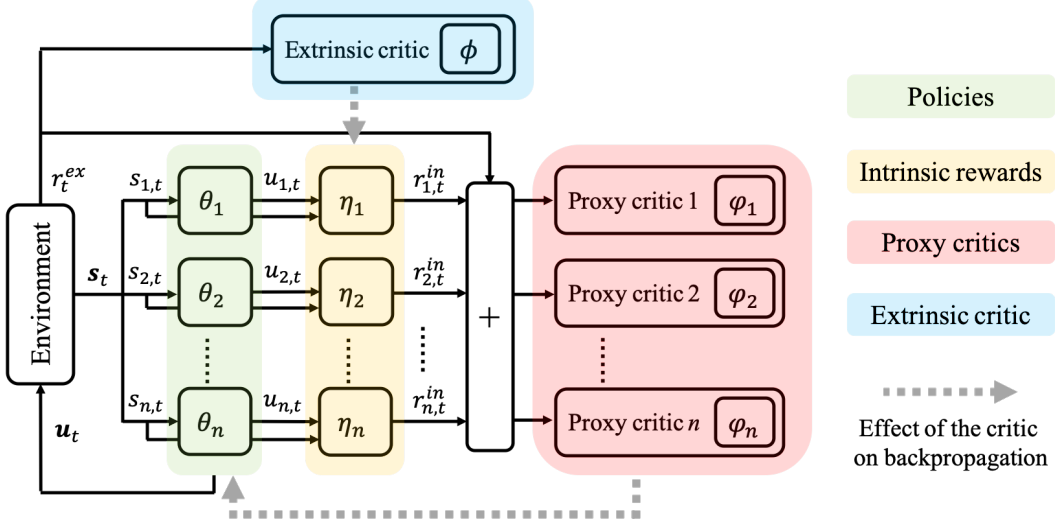 Extrinsic critic ϕ
Policies
r_t^{ex}
s_{1,t}
θ_1
u_{1,t}
η_1
r_{1,t}^{in}
Proxy critic 1 φ_1
Intrinsic rewards
Environment
s_t
s_{2,t}
θ_2
u_{2,t}
η_2
r_{2,t}^{in}
+
Proxy critic 2 φ_2
Proxy critics
Extrinsic critic
u_t
s_{n,t}
θ_n
u_{n,t}
η_n
r_{n,t}^{in}
Proxy critic n φ_n
Effect of the critic
on backpropagation